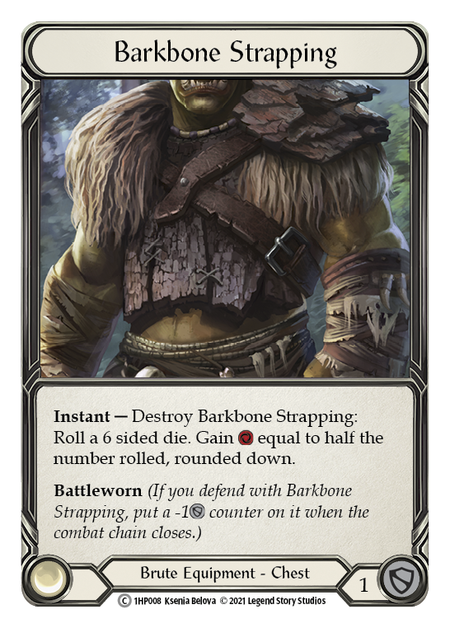 Barkbone Strapping
Instant — Destroy Barkbone Strapping:
Roll a 6 sided die. Gain equal to half the
number rolled, rounded down.
Battleworn (If you defend with Barkbone
Strapping, put a -1 counter on it when the
combat chain closes.)
Brute Equipment - Chest
1
C 1HP008 Ksenia Belova © 2021 Legend Story Studios